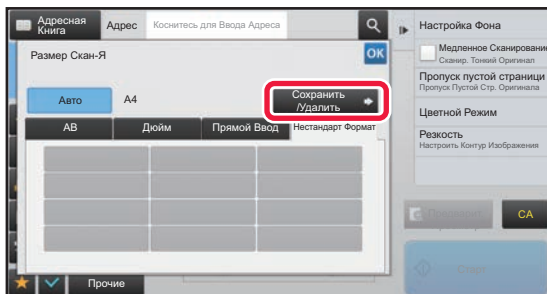 Адресная
Книга
Адрес
Коснитесь для Ввода Адреса
Настройка Фона
Размер Скан-Я
OK
Медленное Сканировани
Сканир. Тонкий Оригинал
Пропуск пустой страници
Пропуск Пустой Стр. Оригинала
Авто
A4
Сохранить
/Удалить
Цветной Режим
AB
Дюйм
Прямой Ввод
Нестандарт Формат
Резкость
Настроить Контур Изображения
CA
Прочие